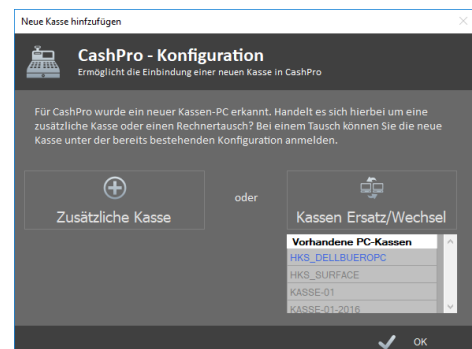 Neue Kasse hinfzufügen
CashPro - Konfiguration
Ermöglicht die Einbindung einer neuen Kasse in CashPro
Für CashPro wurde ein neuer Kassen-PC erkannt. Handelt es sich hierbei um eine
zusätzliche Kasse oder einen Rechnertausch? Bei einem Tausch können Sie die neue
Kasse unter der bereits bestehenden Konfiguration anmelden.
Zusätzliche Kasse
oder
Kassen Ersatz/Wechsel
Vorhandene PC-Kassen
HKS_DELLBUEROPC
HKS_SURFACE
KASSE-01
KASSE-01-2016
OK